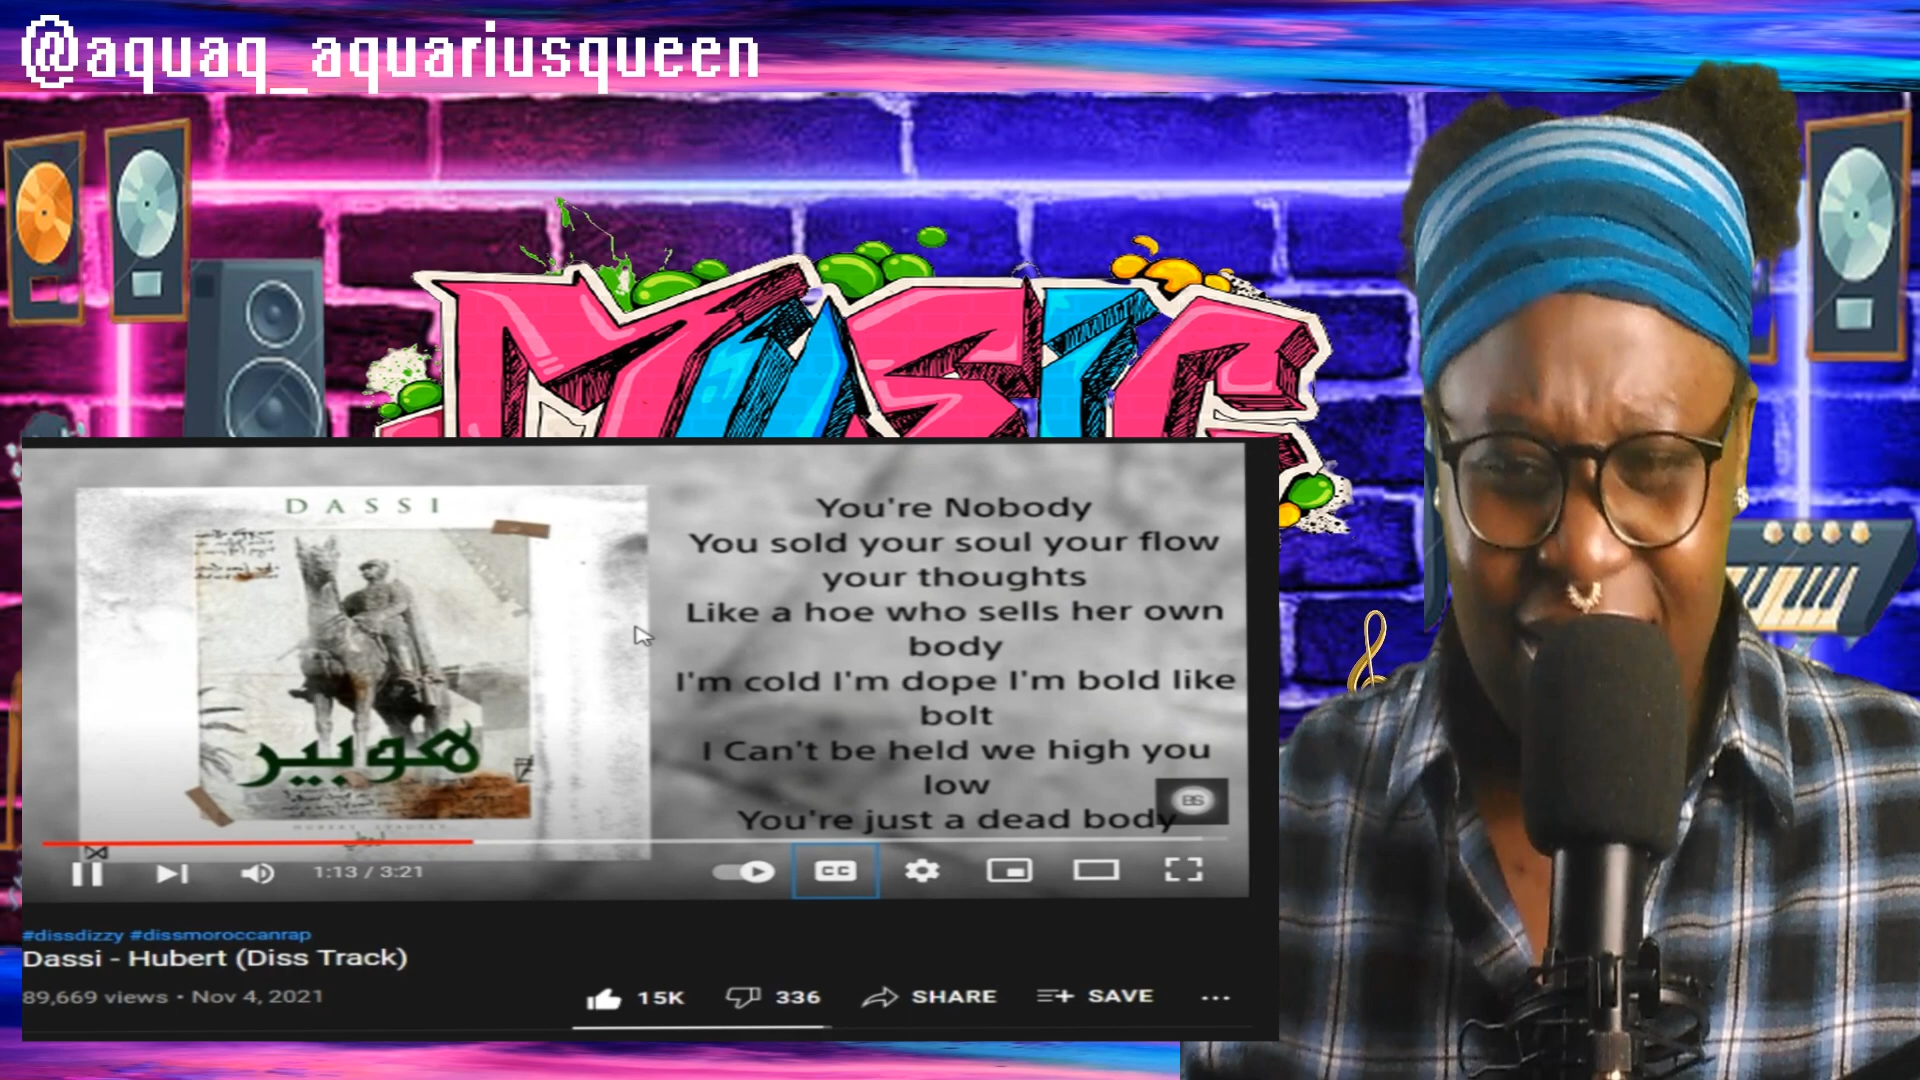 @aquaq_aquariusqueen
MUSIC
DASSI
هوبير
You're Nobody
You sold your soul your flow
your thoughts
Like a hoe who sells her own
body
I'm cold I'm dope I'm bold like
bolt
I Can't be held we high you
low
You're just a dead body
BS
1:13 / 3:21
CC
#dissdizzy #dissmoroccanrap
Dassi - Hubert (Diss Track)
89,669 views • Nov 4, 2021
15K
336
SHARE
SAVE